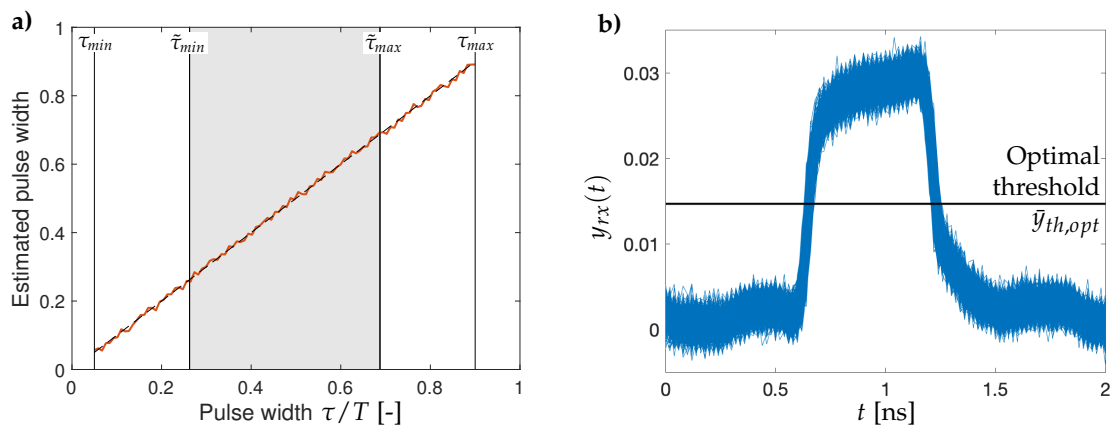 a)
1
0.8
0.6
0.4
0.2
0
τ_min
τ̃_min
τ̃_max
τ_max
Estimated pulse width
0 0.2 0.4 0.6 0.8 1
Pulse width τ/T [-]
b)
0.03
0.02
0.01
0
y_rx(t)
Optimal
threshold
ȳ_th,opt
0 0.5 1 1.5 2
t [ns]